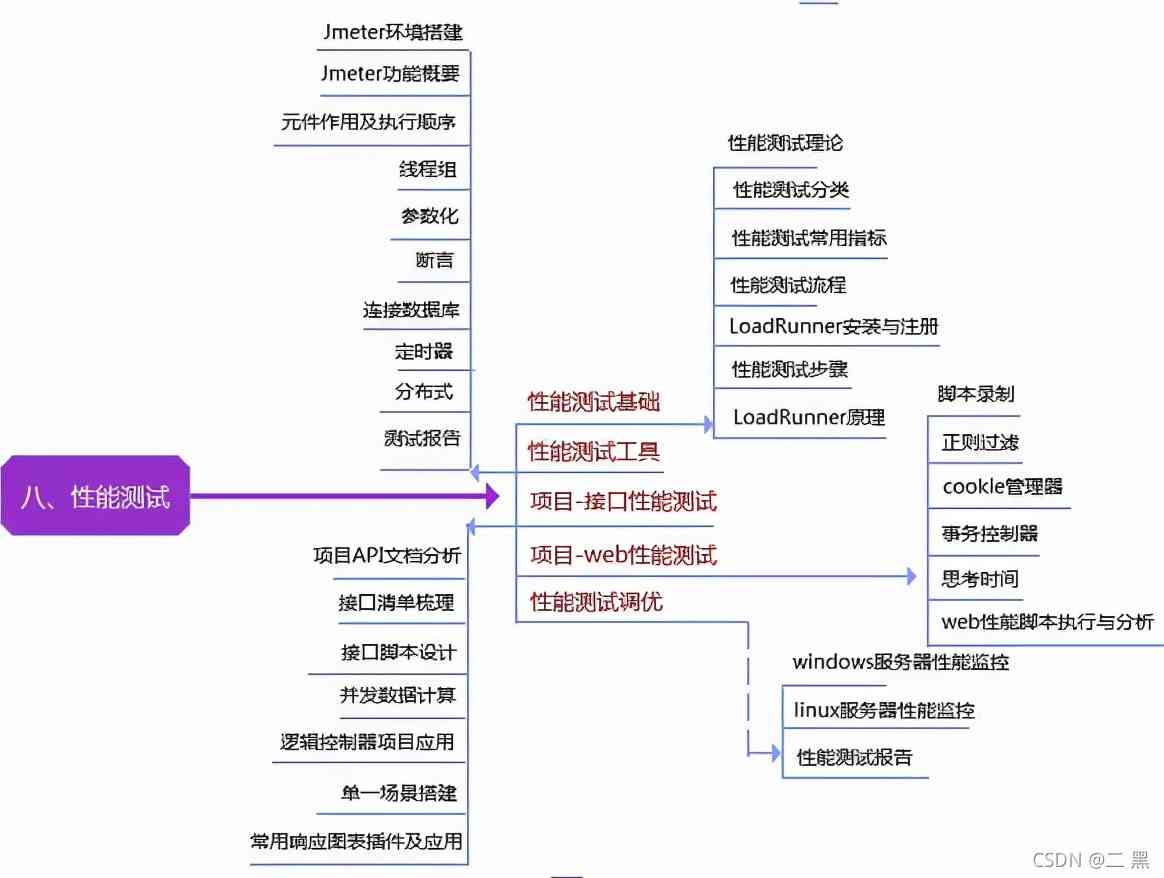 八、性能测试
性能测试基础
性能测试理论
性能测试分类
性能测试常用指标
性能测试流程
LoadRunner安装与注册
性能测试步骤
LoadRunner原理
性能测试工具
Jmeter环境搭建
Jmeter功能概要
元件作用及执行顺序
线程组
参数化
断言
连接数据库
定时器
分布式
测试报告
项目-接口性能测试
项目API文档分析
接口清单梳理
接口脚本设计
并发数据计算
逻辑控制器项目应用
单一场景搭建
常用响应图表插件及应用
项目-web性能测试
脚本录制
正则过滤
cookle管理器
事务控制器
思考时间
web性能脚本执行与分析
性能测试调优
windows服务器性能监控
linux服务器性能监控
性能测试报告
CSDN @二 黑